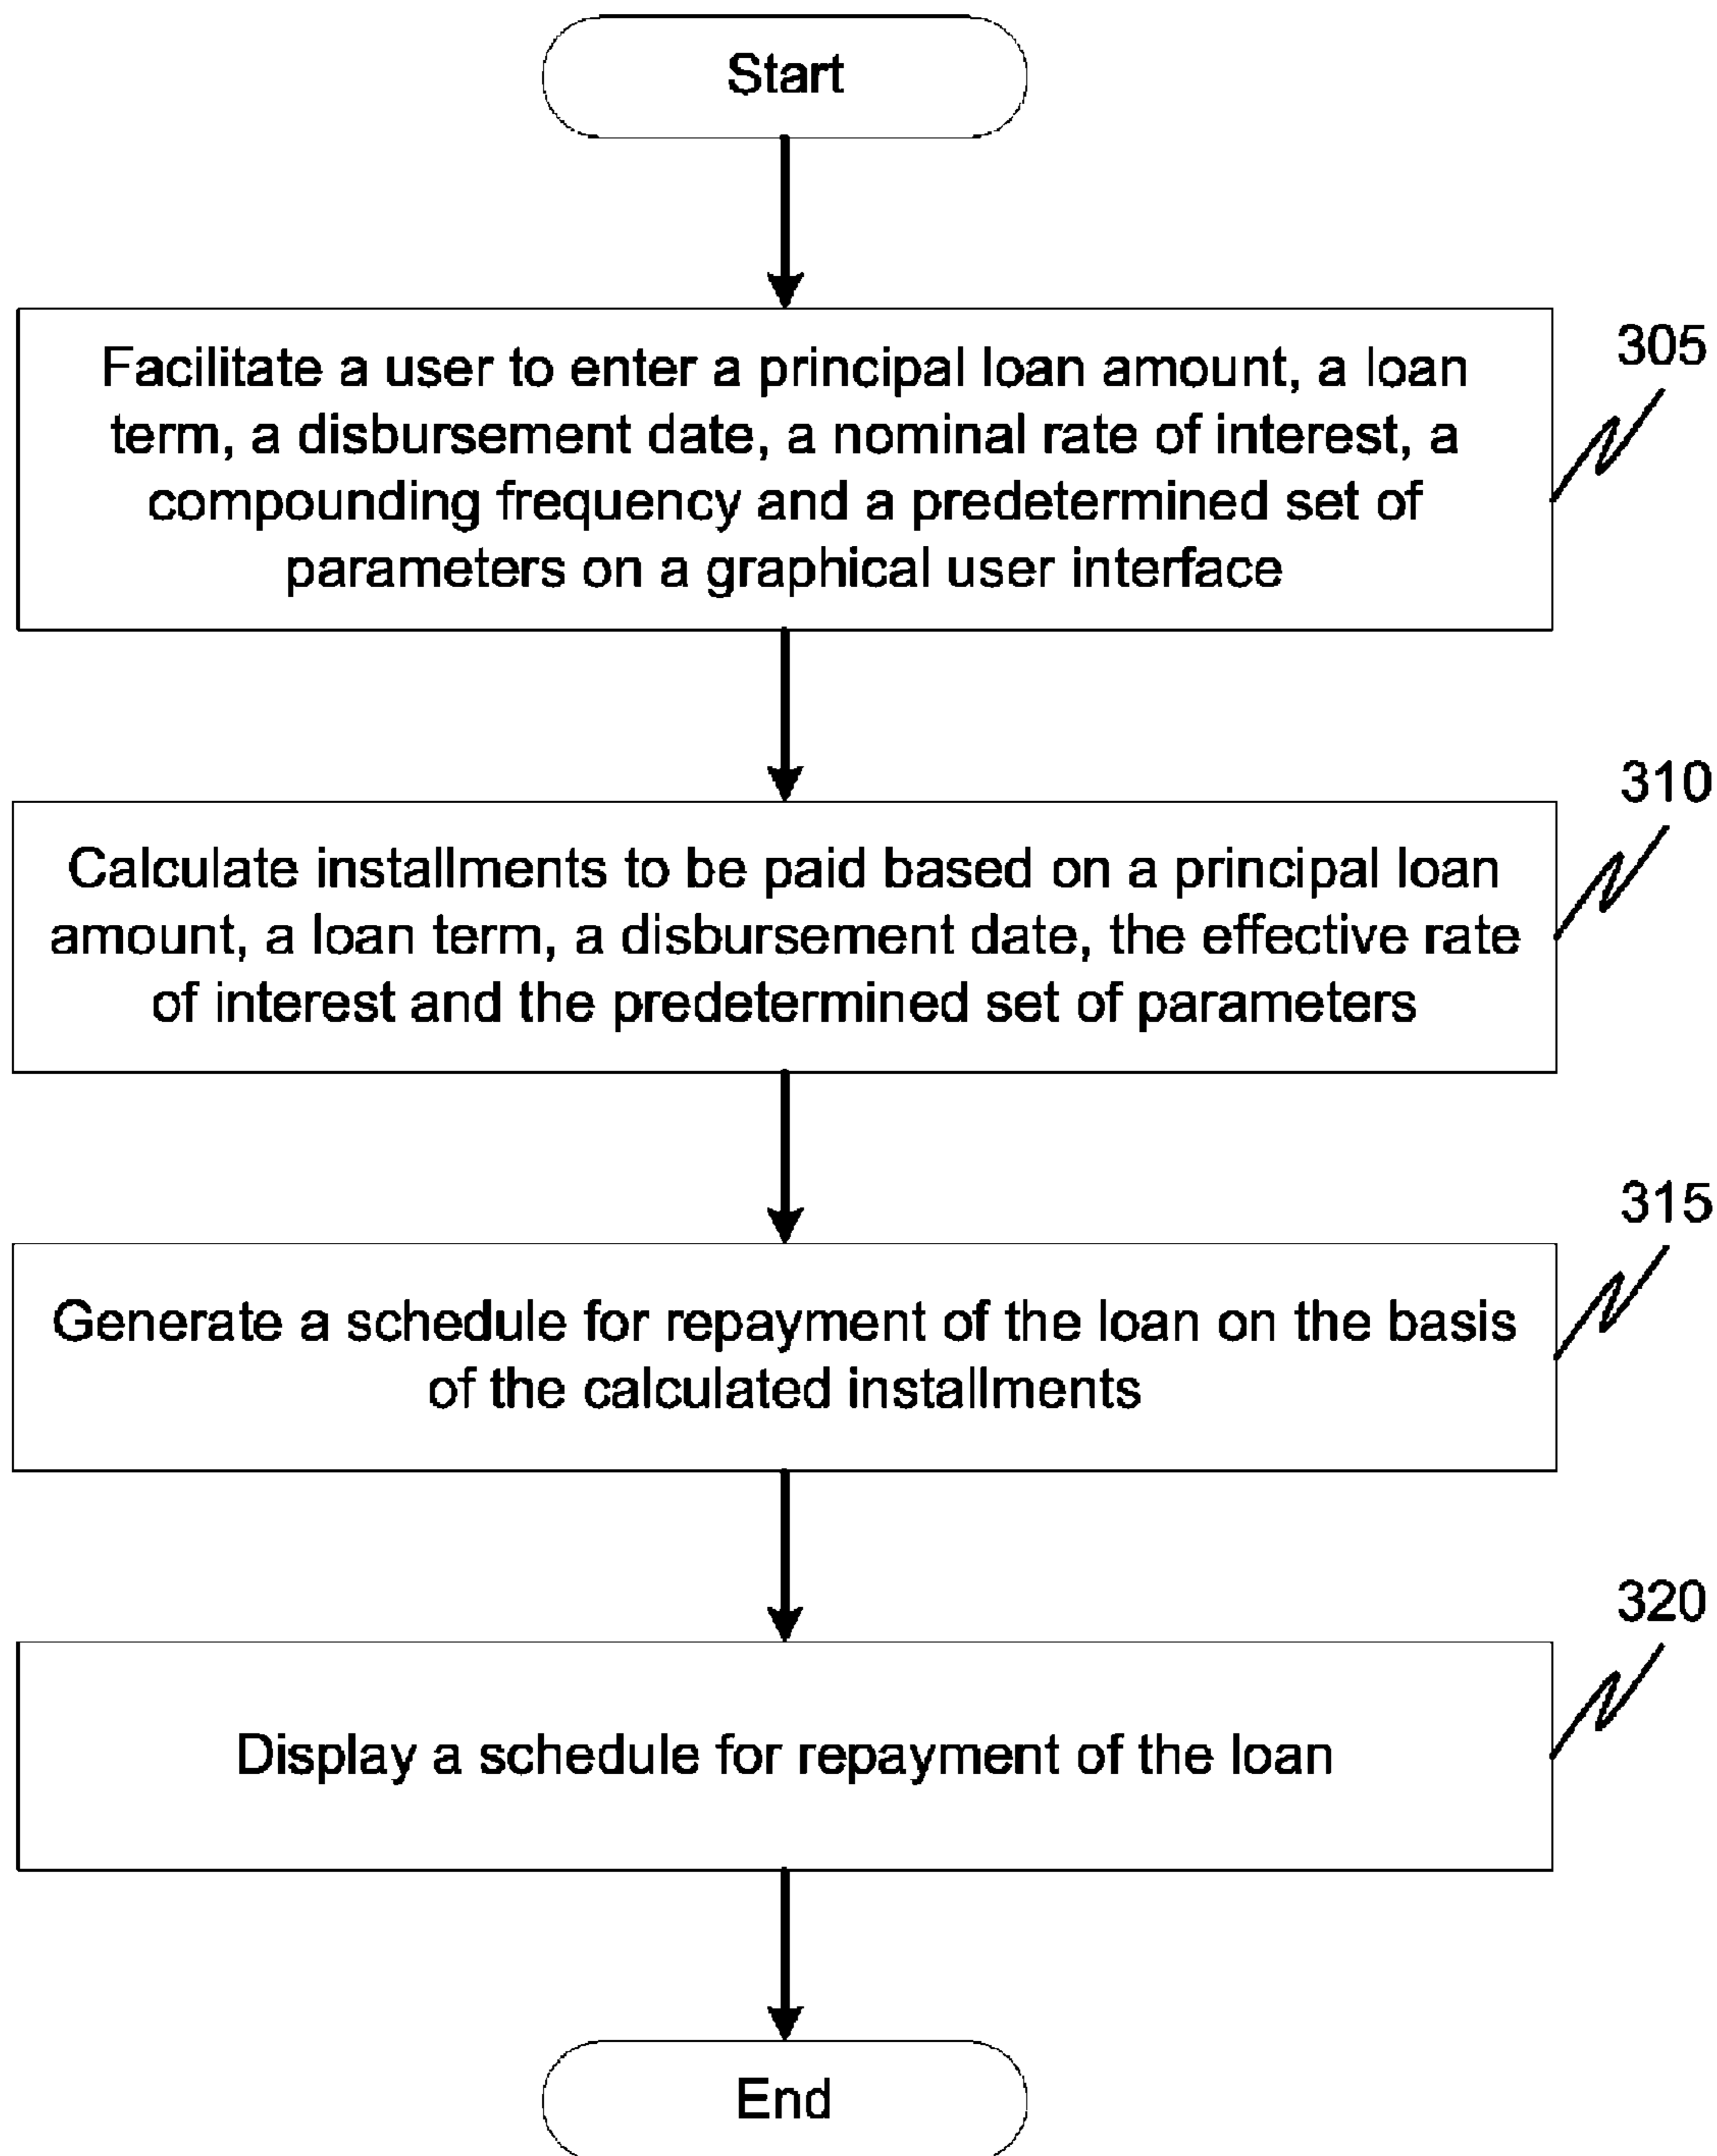 Start
Facilitate a user to enter a principal loan amount, a loan
term, a disbursement date, a nominal rate of interest, a
compounding frequency and a predetermined set of
parameters on a graphical user interface
305
Calculate installments to be paid based on a principal loan
amount, a loan term, a disbursement date, the effective rate
of interest and the predetermined set of parameters
310
Generate a schedule for repayment of the loan on the basis
of the calculated installments
315
Display a schedule for repayment of the loan
320
End